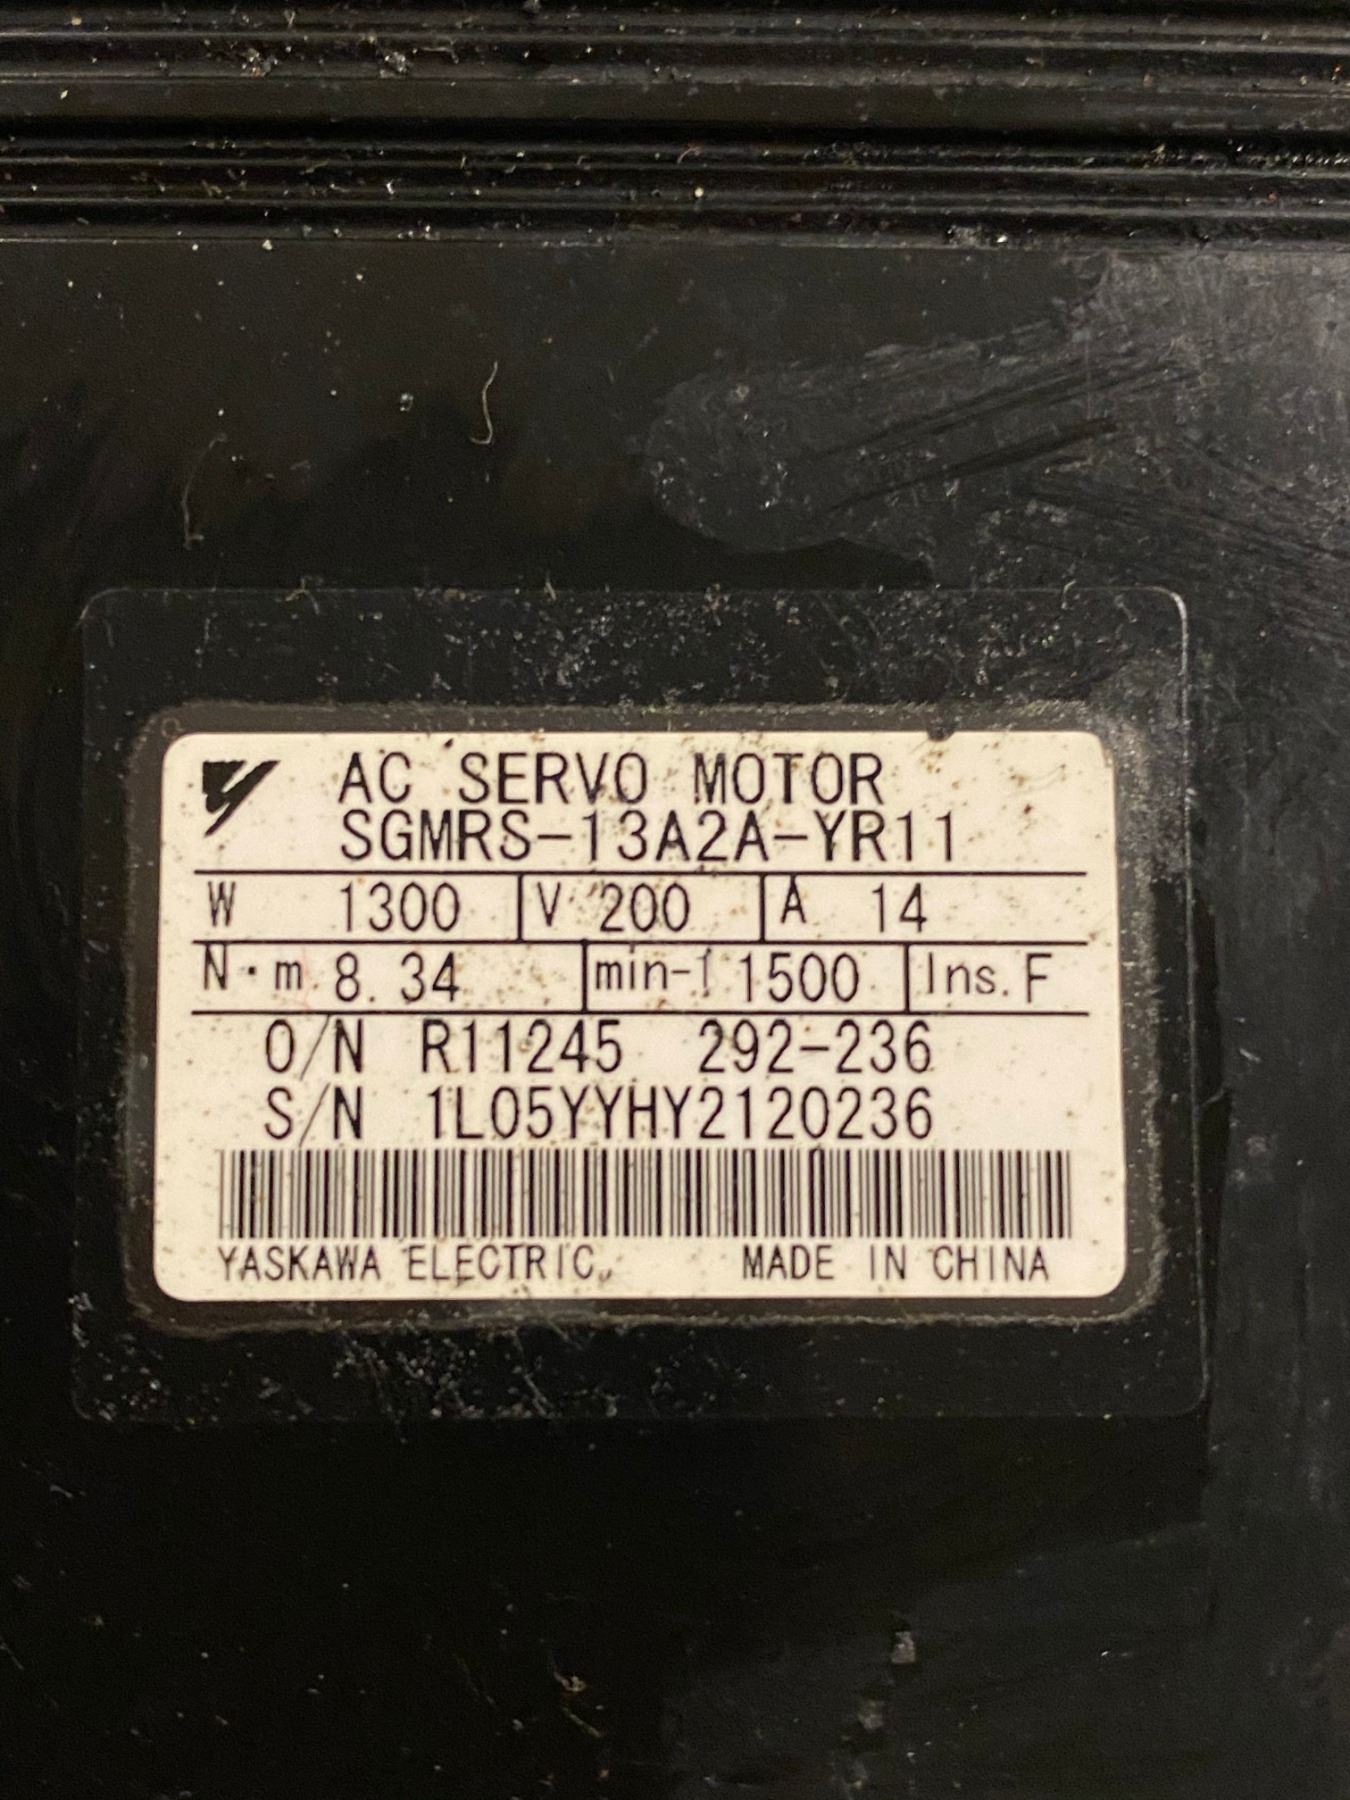 AC SERVO MOTOR
SGMRS-13A2A-YR11
W 1300 V 200 A 14
N·m 8.34 min-1 1500 Ins. F
O/N R11245 292-236
S/N 1L05YYHY2120236
YASKAWA ELECTRIC. MADE IN CHINA